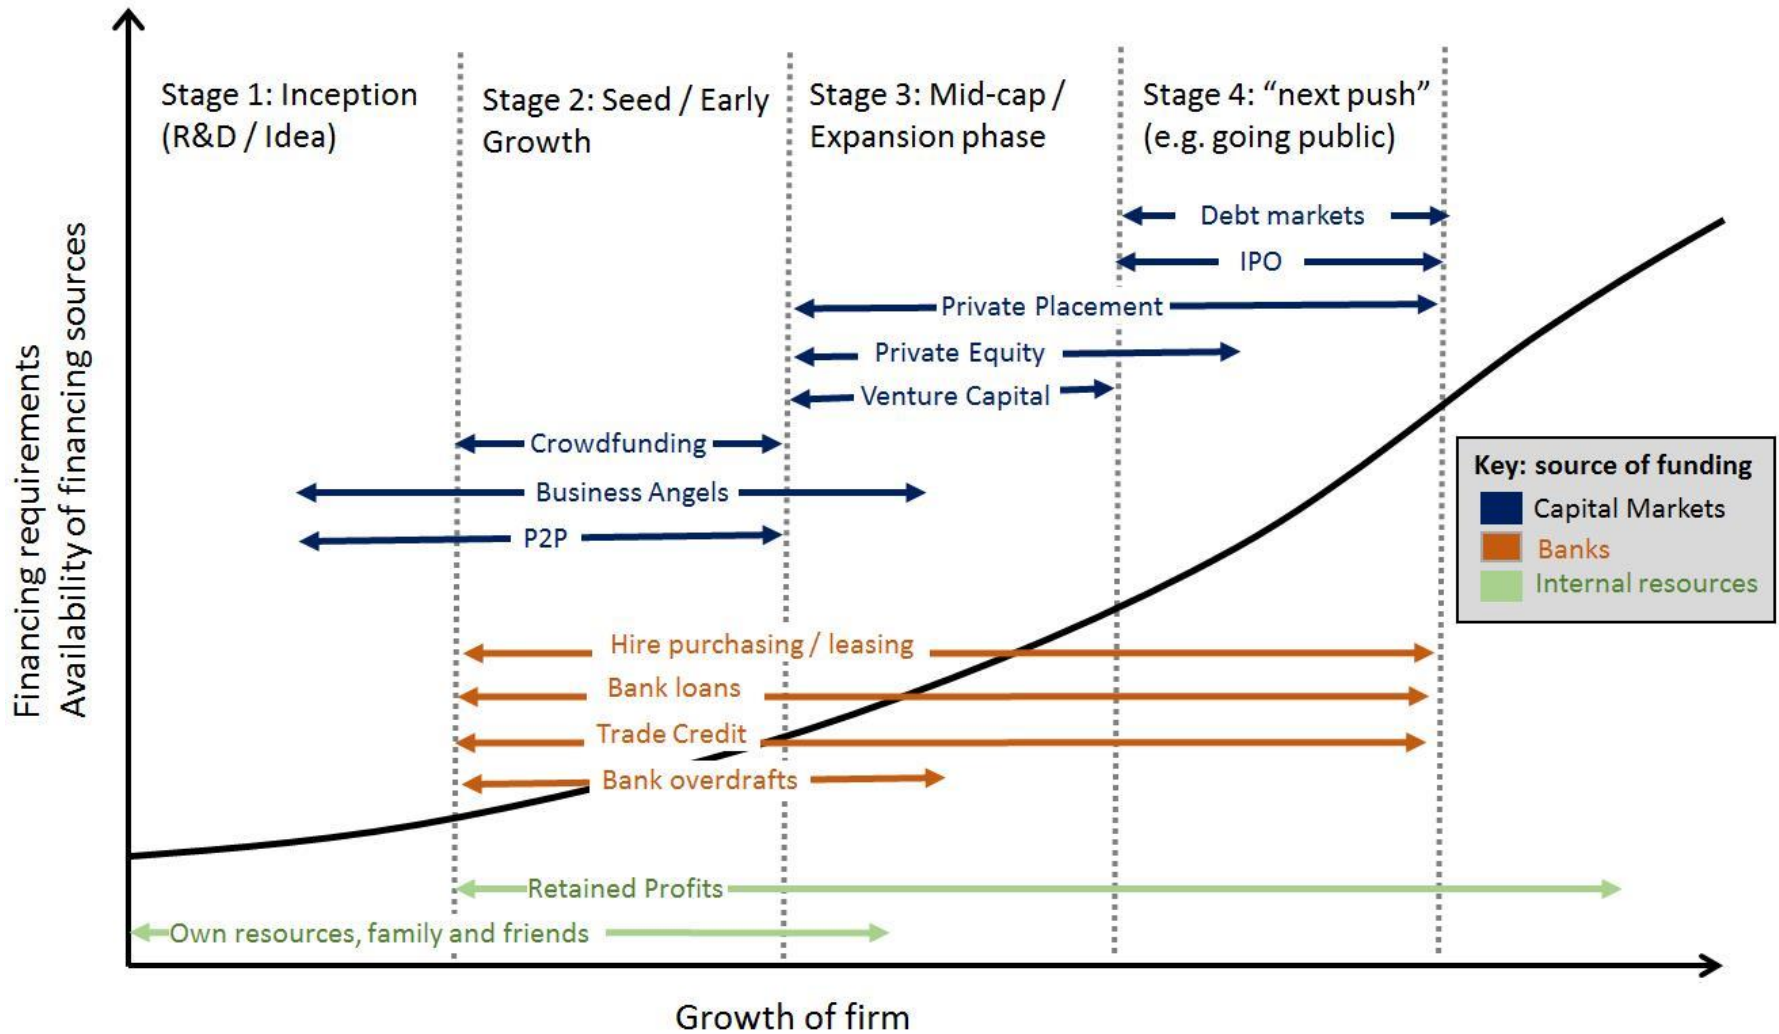 Stage 1: Inception
(R&D / Idea)
Stage 2: Seed / Early
Growth
Stage 3: Mid-cap /
Expansion phase
Stage 4: “next push”
(e.g. going public)
Debt markets
IPO
Private Placement
Private Equity
Venture Capital
Crowdfunding
Business Angels
P2P
Hire purchasing / leasing
Bank loans
Trade Credit
Bank overdrafts
Retained Profits
Own resources, family and friends
Key: source of funding
Capital Markets
Banks
Internal resources
Financing requirements
Availability of financing sources
Growth of firm